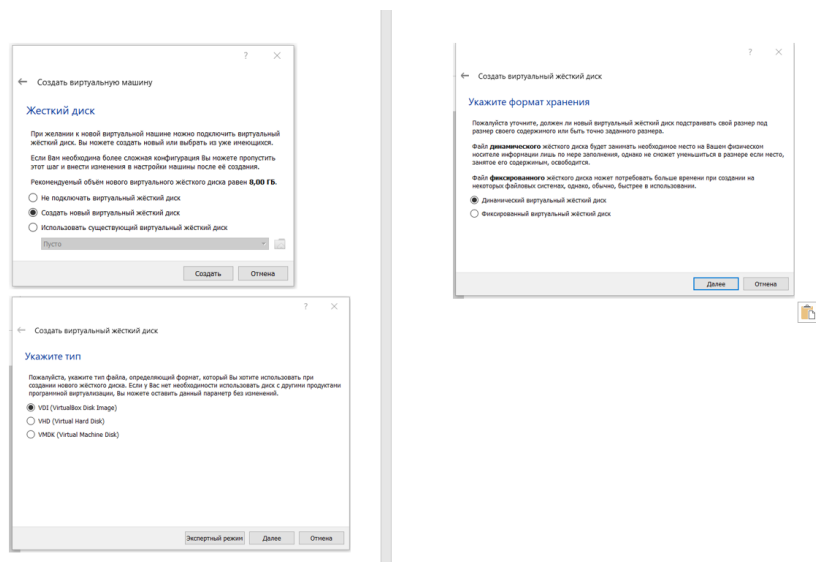 ?
Создать виртуальную машину
Жесткий диск
При желании к новой виртуальной машине можно подключить виртуальный
жёсткий диск. Вы можете создать новый или выбрать из уже имеющихся.
Если Вам необходима более сложная конфигурация Вы можете пропустить
этот шаг и внести изменения в настройки машины после её создания.
Рекомендуемый объём нового виртуального жёсткого диска равен 8,00 ГБ.
Не подключать виртуальный жёсткий диск
Создать новый виртуальный жёсткий диск
Использовать существующий виртуальный жёсткий диск
Пусто
Создать Отмена
?
Создать виртуальный жёсткий диск
Укажите тип
Пожалуйста, укажите тип файла, определяющий формат, который Вы хотите использовать при
создании нового жёсткого диска. Если у Вас нет необходимости использовать диск с другими продуктами
программной виртуализации, Вы можете оставить данный параметр без изменений.
VDI (VirtualBox Disk Image)
VHD (Virtual Hard Disk)
VMDK (Virtual Machine Disk)
Экспертный режим Далее Отмена
?
Создать виртуальный жёсткий диск
Укажите формат хранения
Пожалуйста уточните, должен ли новый виртуальный жёсткий диск подстраивать свой размер под
размер своего содержимого или быть точно заданного размера.
Файл динамического жёсткого диска будет занимать необходимое место на Вашем физическом
носителе информации лишь по мере заполнения, однако не сможет уменьшиться в размере если место,
занятое его содержимым, освободится.
Файл фиксированного жёсткого диска может потребовать больше времени при создании на
некоторых файловых системах, однако, обычно, быстрее в использовании.
Динамический виртуальный жёсткий диск
Фиксированный виртуальный жёсткий диск
Далее Отмена